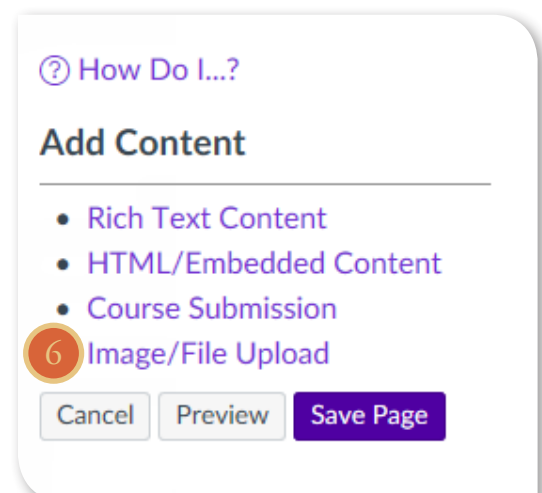 ? How Do I...?
Add Content
• Rich Text Content
• HTML/Embedded Content
• Course Submission
6 Image/File Upload
Cancel Preview Save Page